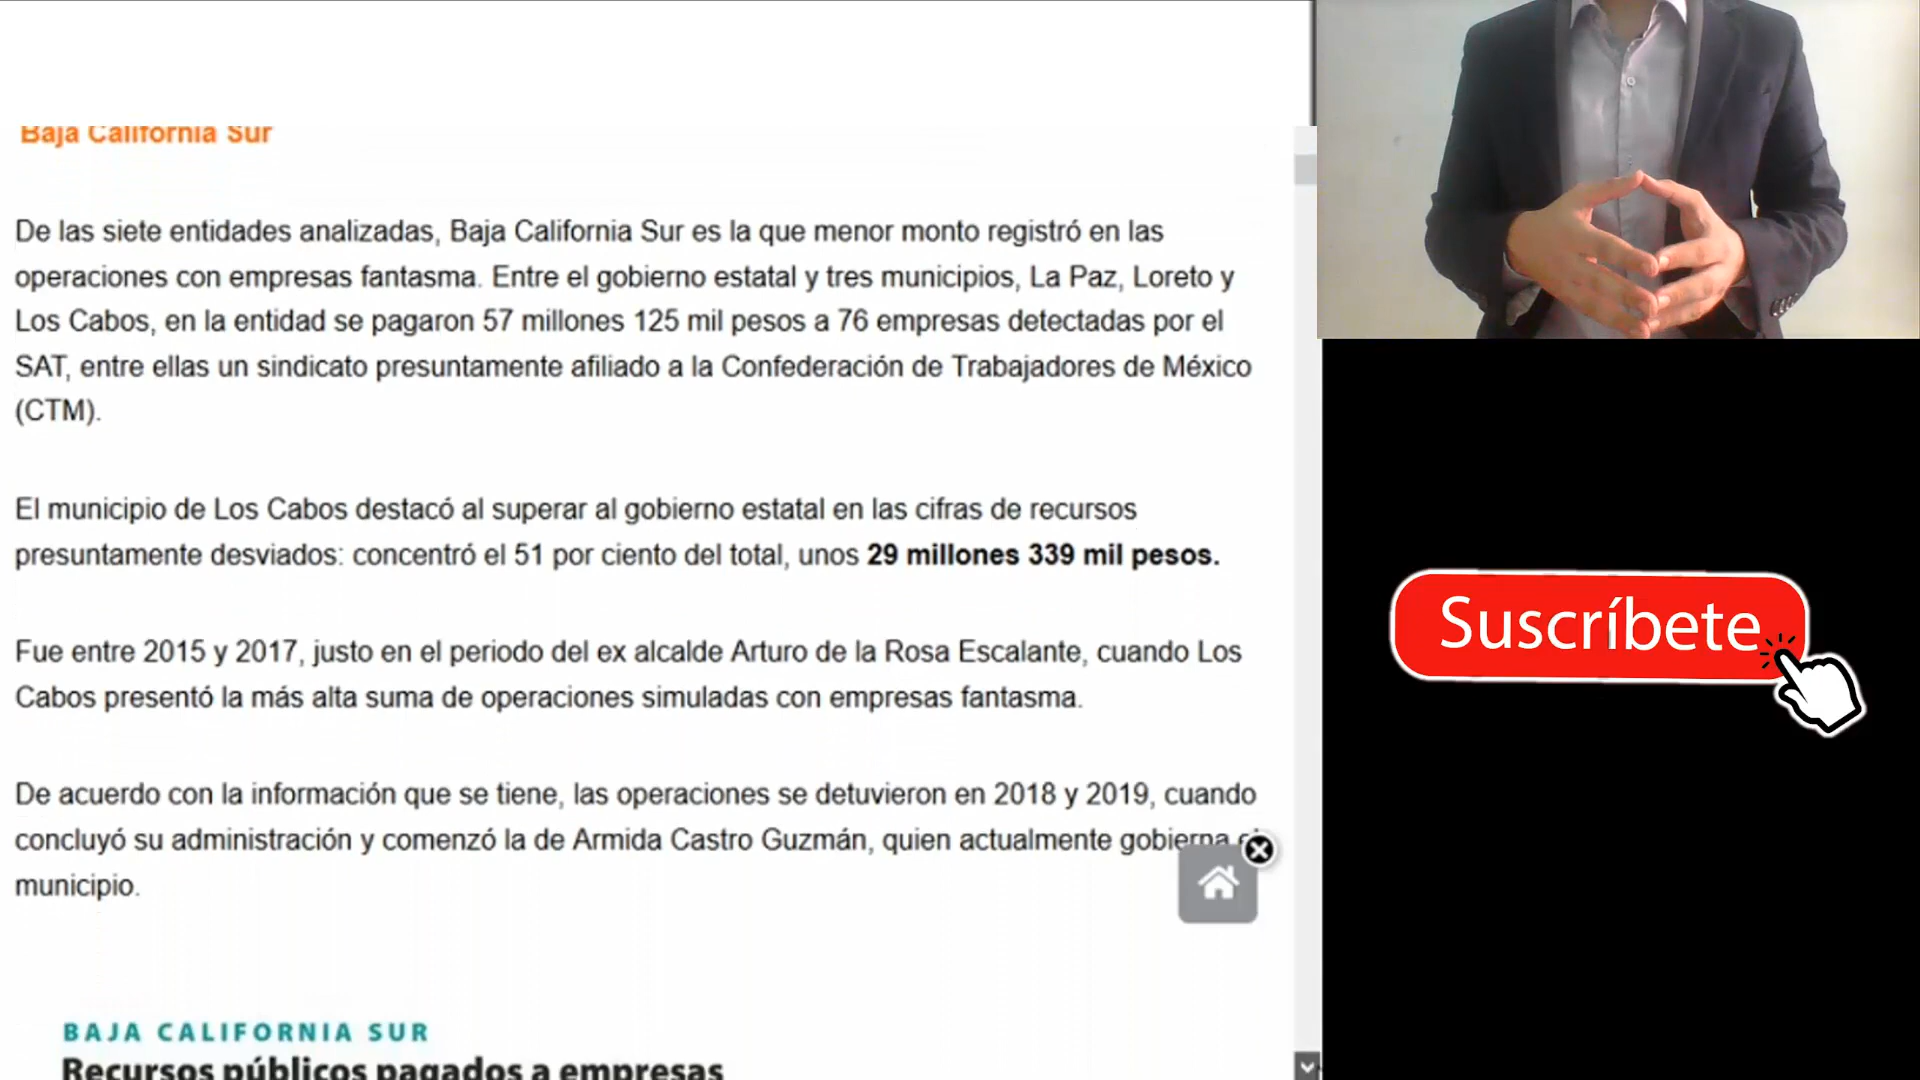 Baja California Sur
De las siete entidades analizadas, Baja California Sur es la que menor monto registró en las
operaciones con empresas fantasma. Entre el gobierno estatal y tres municipios, La Paz, Loreto y
Los Cabos, en la entidad se pagaron 57 millones 125 mil pesos a 76 empresas detectadas por el
SAT, entre ellas un sindicato presuntamente afiliado a la Confederación de Trabajadores de México
(CTM).
El municipio de Los Cabos destacó al superar al gobierno estatal en las cifras de recursos
presuntamente desviados: concentró el 51 por ciento del total, unos 29 millones 339 mil pesos.
Fue entre 2015 y 2017, justo en el periodo del ex alcalde Arturo de la Rosa Escalante, cuando Los
Cabos presentó la más alta suma de operaciones simuladas con empresas fantasma.
De acuerdo con la información que se tiene, las operaciones se detuvieron en 2018 y 2019, cuando
concluyó su administración y comenzó la de Armida Castro Guzmán, quien actualmente gobierna
municipio.
BAJA CALIFORNIA SUR
Recursos públicos pagados a empresas
Suscríbete